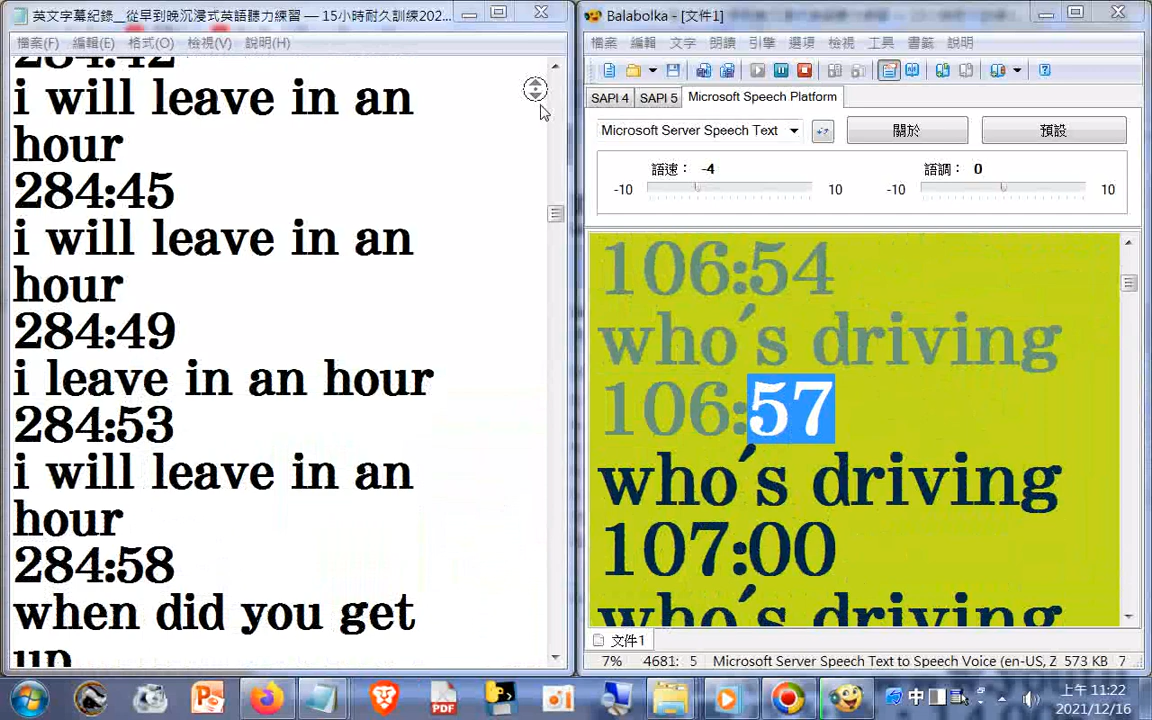 英文字幕紀錄__從早到晚沉浸式英語聽力練習 — 15小時耐久訓練202...
檔案(F) 編輯(E) 格式(O) 檢視(V) 說明(H)
284:42
i will leave in an
hour
284:45
i will leave in an
hour
284:49
i leave in an hour
284:53
i will leave in an
hour
284:58
when did you get
up
Balabolka - [文件1]
檔案 編輯 文字 朗讀 引擎 選項 檢視 工具 書籤 說明
SAPI 4 SAPI 5 Microsoft Speech Platform
Microsoft Server Speech Text 關於 預設
語速： -4 語調： 0
-10 10 -10 10
106:54
who's driving
106:57
who's driving
107:00
who's driving
文件1
7% 4681: 5 Microsoft Server Speech Text to Speech Voice (en-US, Z 573 KB 7
PDF 中 上午 11:22
2021/12/16